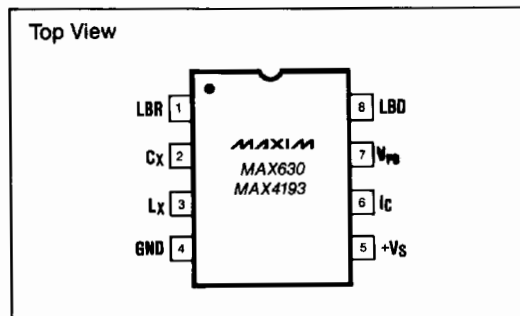 Top View
LBR 1
8 LBD
MAXIM
CX 2
7 VFB
MAX630
MAX4193
LX 3
6 IC
GND 4
5 +VS